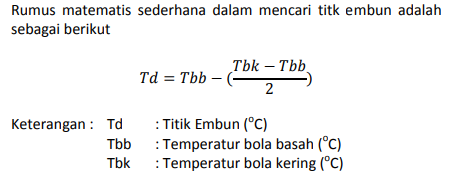 Rumus matematis sederhana dalam mencari titk embun adalah
sebagai berikut
Td = Tbb − (Tbk − Tbb / 2)
Keterangan : Td : Titik Embun (°C)
Tbb : Temperatur bola basah (°C)
Tbk : Temperatur bola kering (°C)